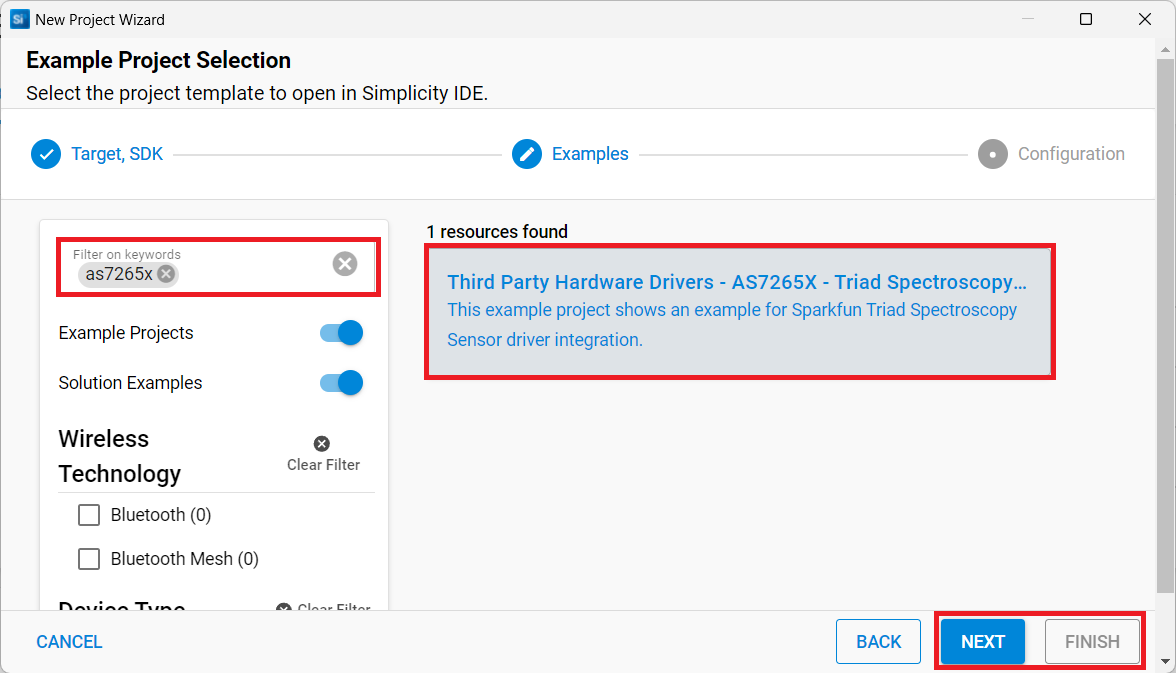 Si
New Project Wizard
Example Project Selection
Select the project template to open in Simplicity IDE.
Target, SDK
Examples
Configuration
Filter on keywords
as7265x
Example Projects
Solution Examples
Wireless
Technology
Clear Filter
Bluetooth (0)
Bluetooth Mesh (0)
Device Type
Clear Filter
1 resources found
Third Party Hardware Drivers - AS7265X - Triad Spectroscopy...
This example project shows an example for Sparkfun Triad Spectroscopy
Sensor driver integration.
CANCEL
BACK
NEXT
FINISH